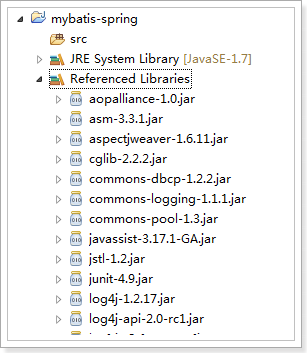 mybatis-spring
src
JRE System Library [JavaSE-1.7]
Referenced Libraries
aopalliance-1.0.jar
asm-3.3.1.jar
aspectjweaver-1.6.11.jar
cglib-2.2.2.jar
commons-dbcp-1.2.2.jar
commons-logging-1.1.1.jar
commons-pool-1.3.jar
javassist-3.17.1-GA.jar
jstl-1.2.jar
junit-4.9.jar
log4j-1.2.17.jar
log4j-api-2.0-rc1.jar